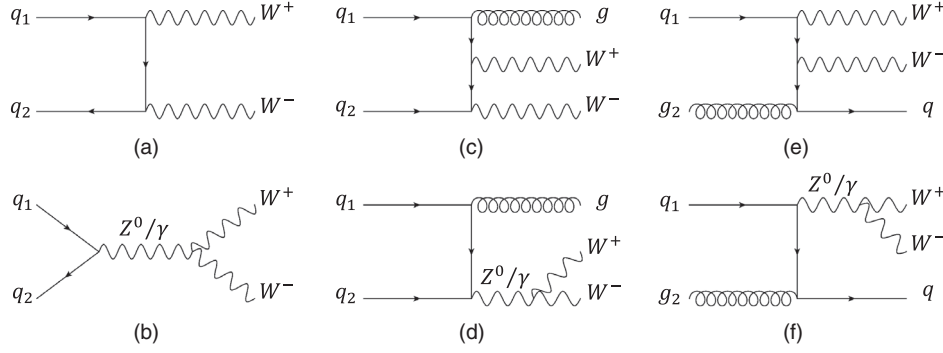 q₁ W⁺
q₂ W⁻
(a)
q₁ g
W⁺
q₂ W⁻
(c)
q₁ W⁺
W⁻
g₂ q
(e)
q₁ Z⁰/γ W⁺
q₂ W⁻
(b)
q₁ g
W⁺
Z⁰/γ
q₂ W⁻
(d)
Z⁰/γ
q₁ W⁺
W⁻
g₂ q
(f)